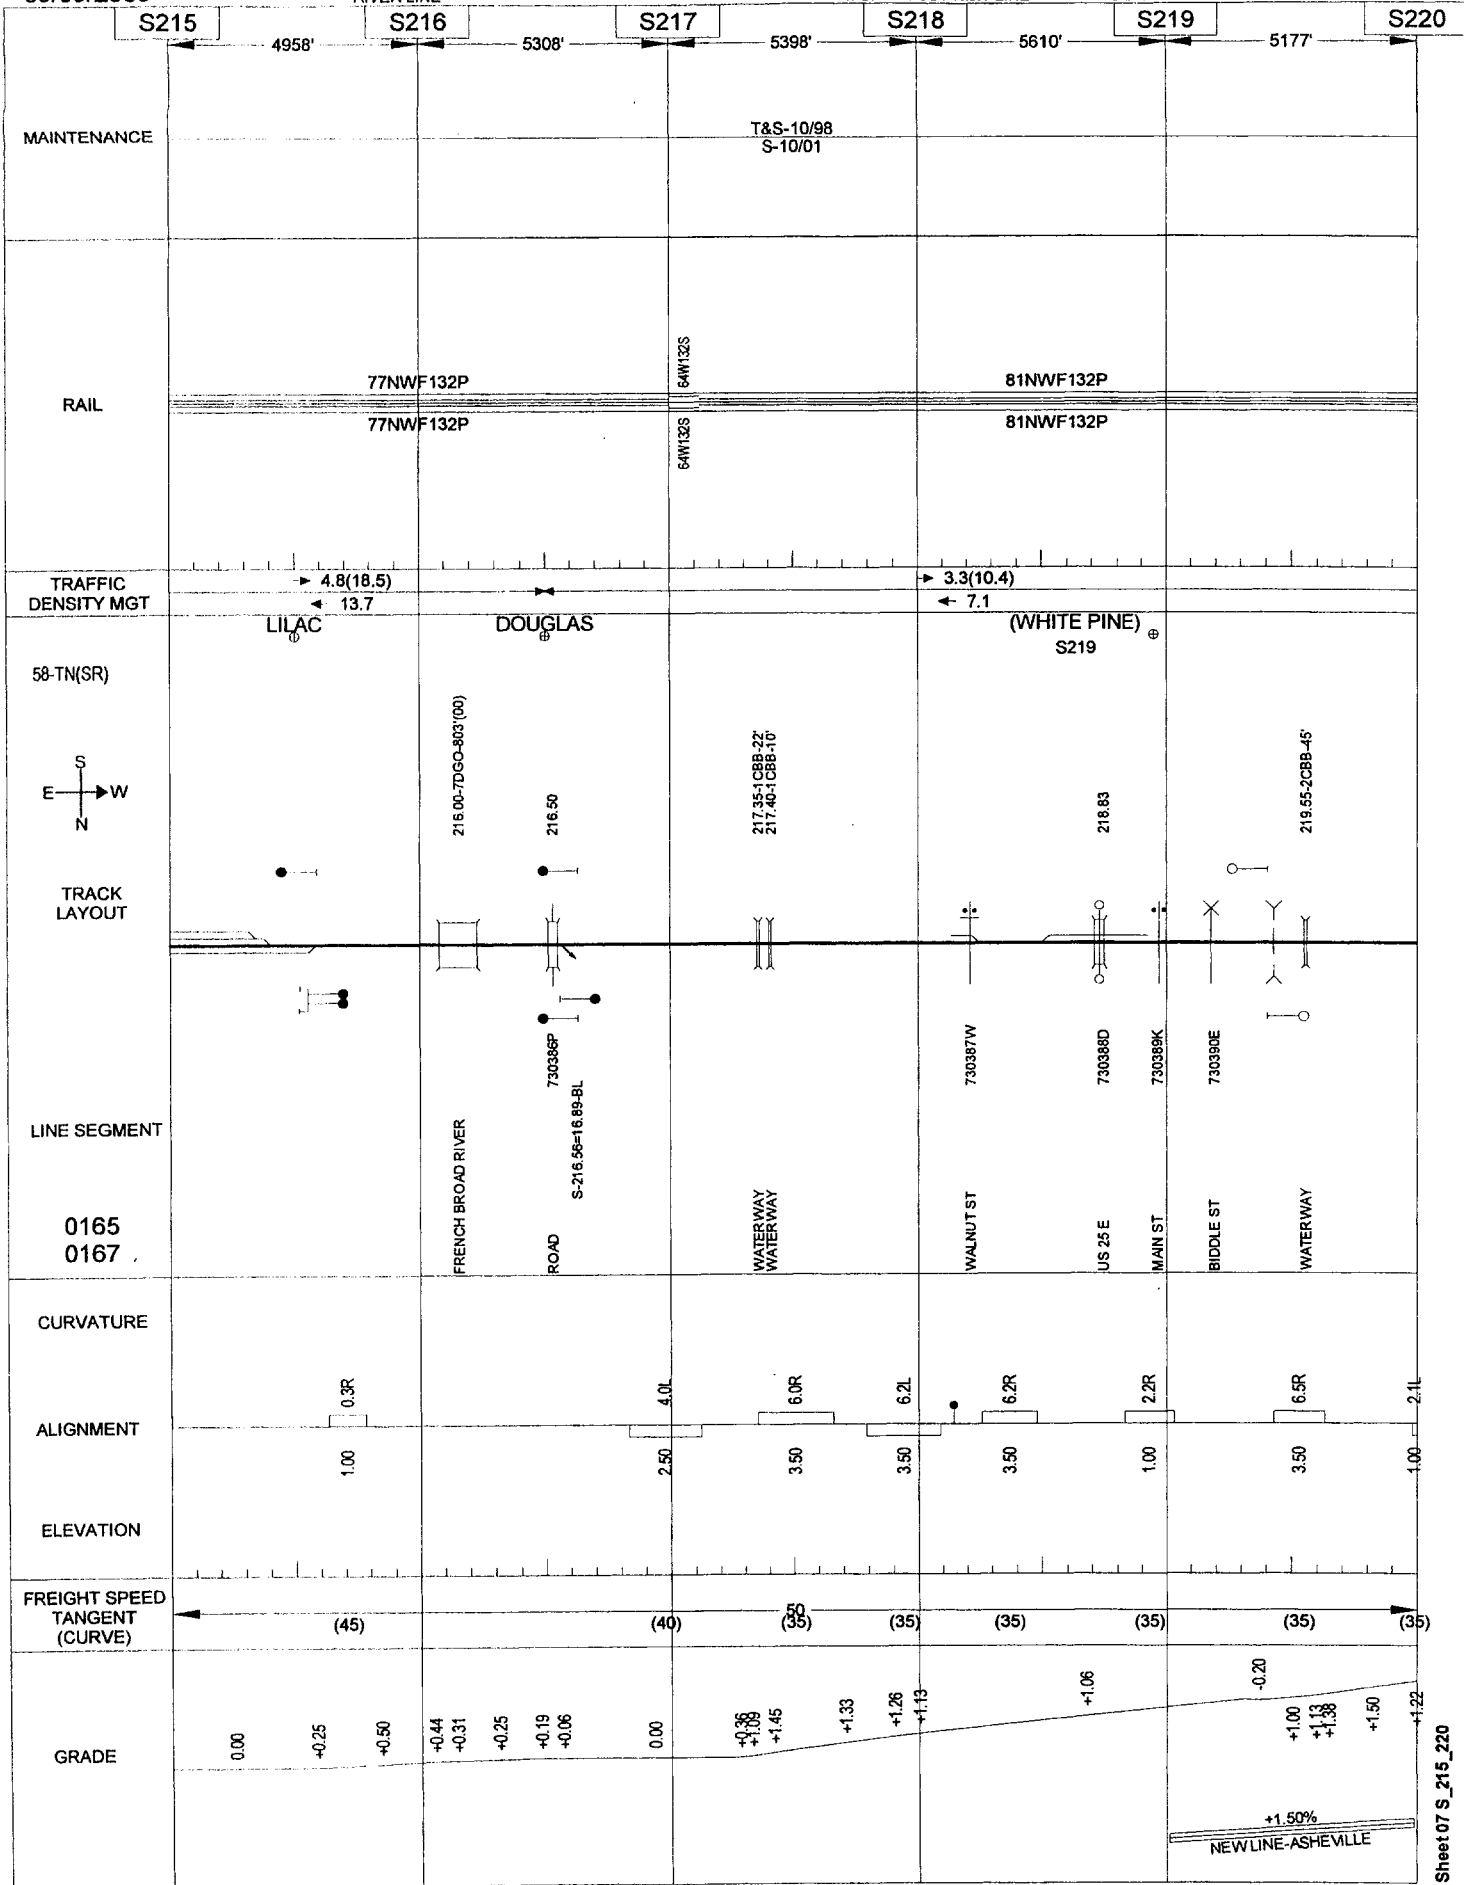 S215 S216 S217 S218 S219 S220
4958' 5308' 5398' 5610' 5177'
MAINTENANCE
T&S-10/98
S-10/01
RAIL
77NWF132P
77NWF132P
64W132S
64W132S
81NWF132P
81NWF132P
TRAFFIC
DENSITY MGT
4.8(18.5)
13.7
3.3(10.4)
7.1
LILAC
DOUGLAS
(WHITE PINE)
S219
58-TN(SR)
S
E W
N
216.00-7DGO-803'(00)
216.50
217.35-1CBB-22'
217.40-1CBB-10'
218.83
219.55-2CBB-45'
TRACK
LAYOUT
730386P
S-216.56=16.89-BL
730387W
730388D
730389K
730390E
LINE SEGMENT
0165
0167
FRENCH BROAD RIVER
ROAD
WATERWAY
WATERWAY
WALNUT ST
US 25 E
MAIN ST
BIDDLE ST
WATERWAY
CURVATURE
0.3R 4.0L 6.0R 6.2L 6.2R 2.2R 6.5R 2.1L
ALIGNMENT
1.00 2.50 3.50 3.50 3.50 1.00 3.50 1.00
ELEVATION
FREIGHT SPEED
TANGENT
(CURVE)
50
(45) (40) (35) (35) (35) (35) (35) (35)
GRADE
0.00 +0.25 +0.50 +0.44 +0.31 +0.25 +0.19 +0.06 0.00 +0.36 +1.09 +1.45 +1.33 +1.26 +1.13 +1.06 -0.20 +1.00 +1.13 +1.38 +1.50 +1.22
+1.50%
NEW LINE-ASHEVILLE
Sheet 07 S_215_220